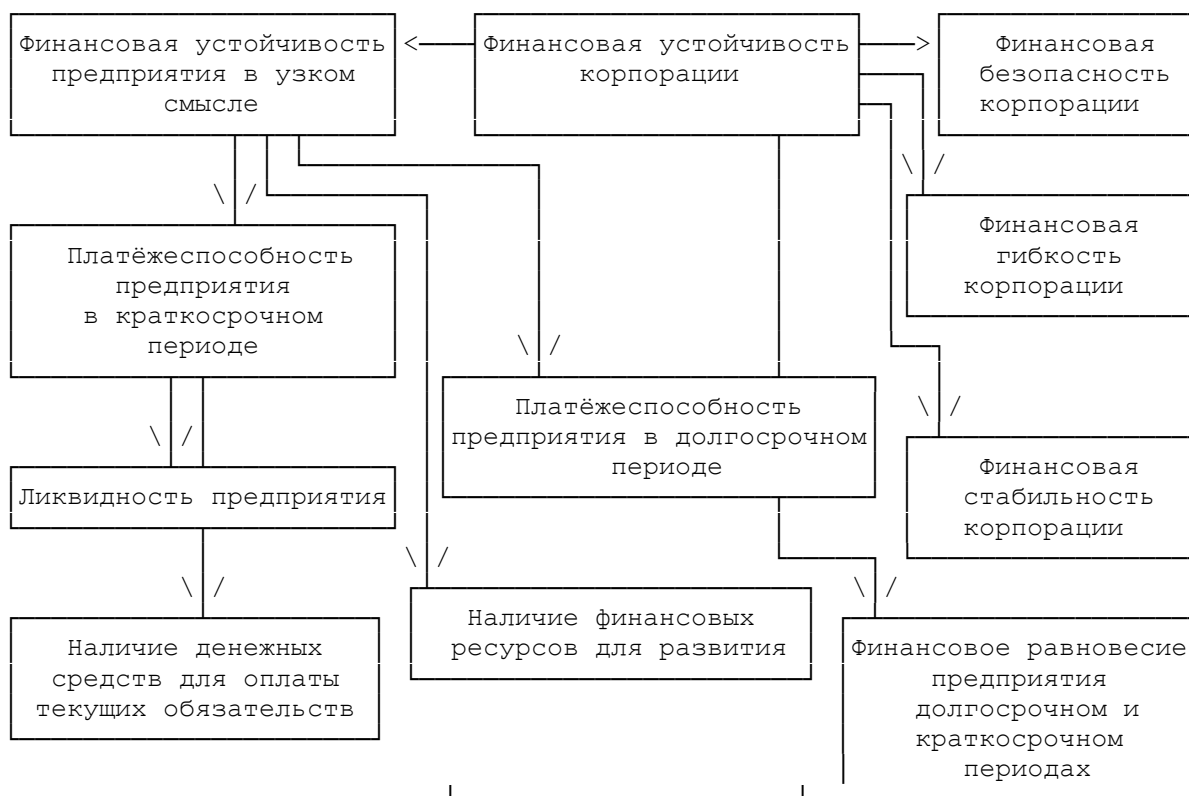 Финансовая устойчивость
предприятия в узком
смысле
Финансовая устойчивость
корпорации
Финансовая
безопасность
корпорации
Финансовая
гибкость
корпорации
Платёжеспособность
предприятия
в краткосрочном
периоде
Платёжеспособность
предприятия в долгосрочном
периоде
Финансовая
стабильность
корпорации
Ликвидность предприятия
Наличие денежных
средств для оплаты
текущих обязательств
Наличие финансовых
ресурсов для развития
Финансовое равновесие
предприятия
долгосрочном и
краткосрочном
периодах